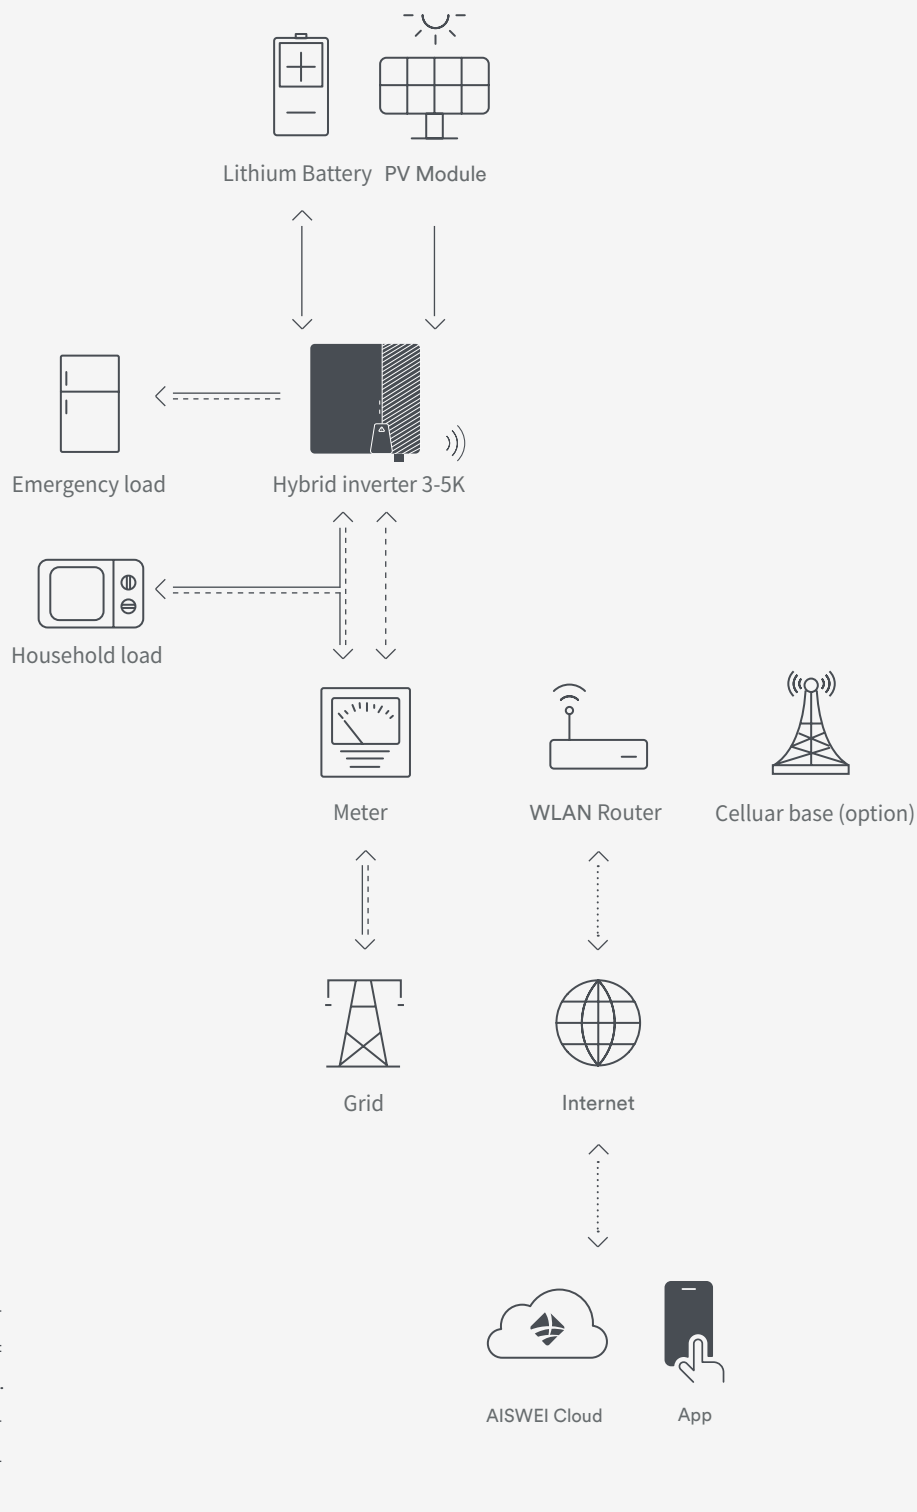 Lithium Battery PV Module
Emergency load
Hybrid inverter 3-5K
Household load
Meter
WLAN Router
Celluar base (option)
Grid
Internet
AISWEI Cloud
App